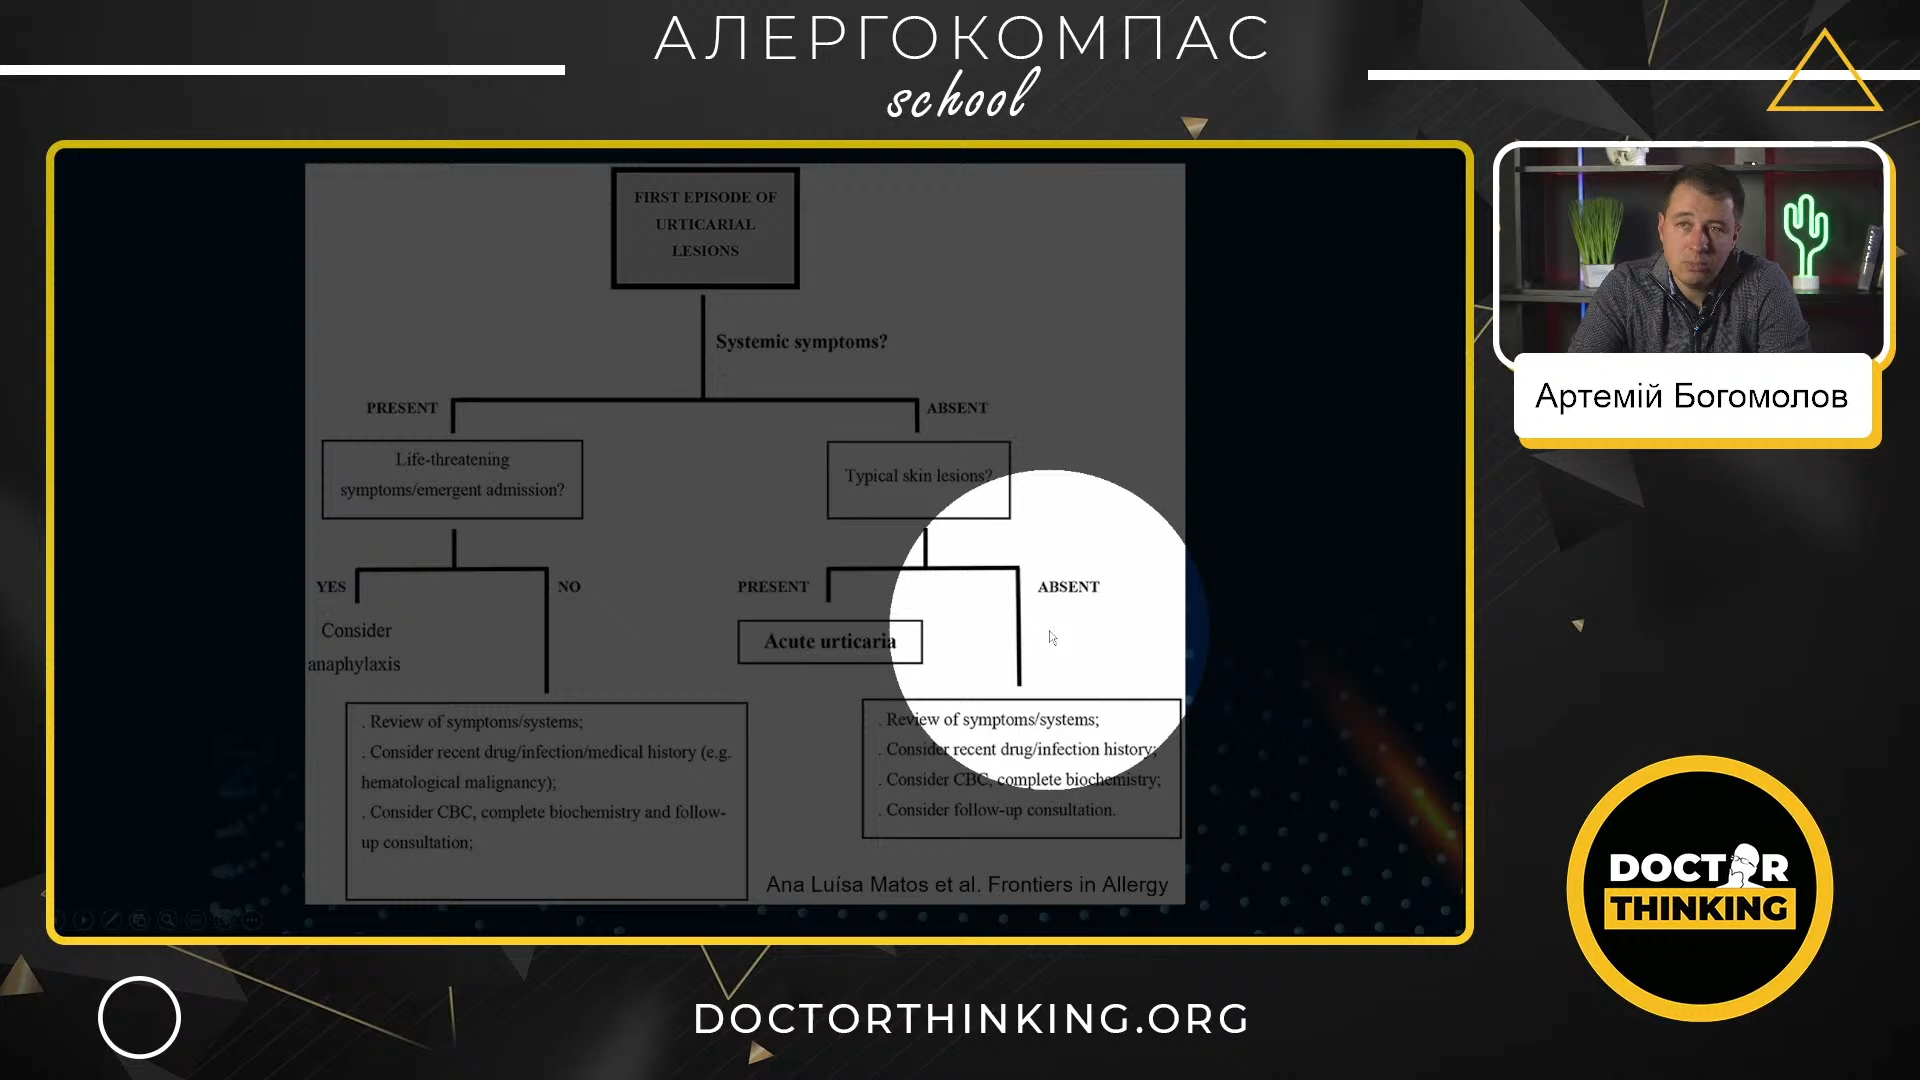 АЛЕРГОКОМПАС
school
FIRST EPISODE OF
URTICARIAL
LESIONS
Systemic symptoms?
PRESENT
ABSENT
Life-threatening
symptoms/emergent admission?
Typical skin lesions?
YES
NO
PRESENT
ABSENT
Consider
anaphylaxis
Acute urticaria
. Review of symptoms/systems;
. Consider recent drug/infection/medical history (e.g.
hematological malignancy);
. Consider CBC, complete biochemistry and follow-
up consultation;
. Review of symptoms/systems;
. Consider recent drug/infection history;
. Consider CBC, complete biochemistry;
. Consider follow-up consultation.
Ana Luísa Matos et al. Frontiers in Allergy
Артемій Богомолов
DOCTOR
THINKING
DOCTORTHINKING.ORG